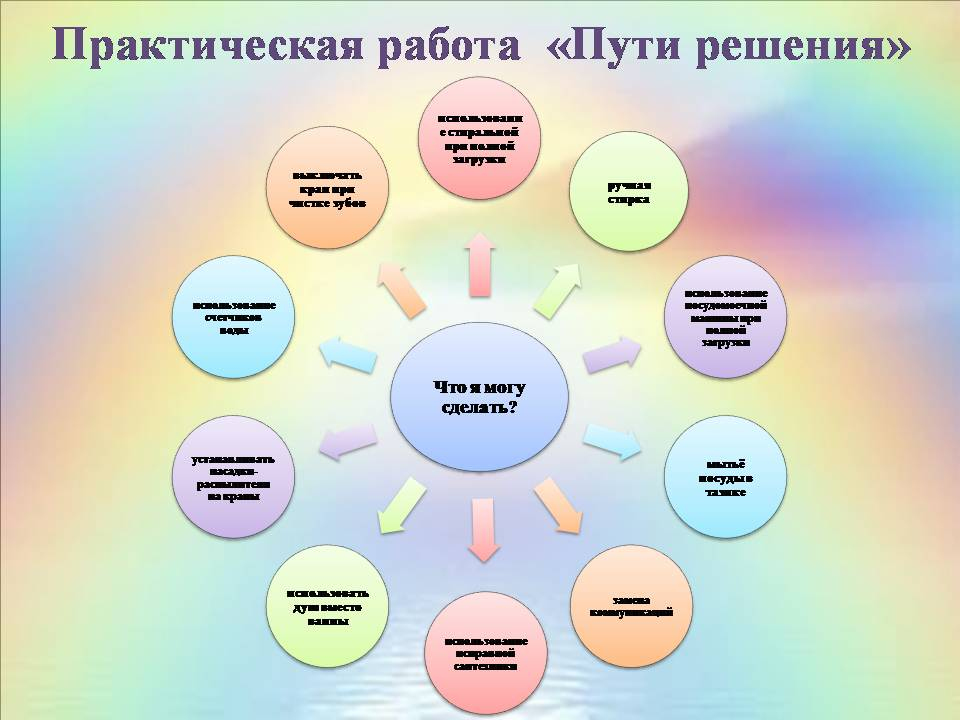 Практическая работа «Пути решения»
использовани
е стиральной
при полной
загрузки
ручная
стирка
использование
посудомоечной
машины при
полной
загрузки
мытьё
посуды в
тазике
замена
коммуникаций
использование
исправной
сантехники
использовать
душ вместо
ванны
устанавливать
насадки-
распылители
на краны
использование
счетчиков
воды
выключать
кран при
чистке зубов
Что я могу
сделать?